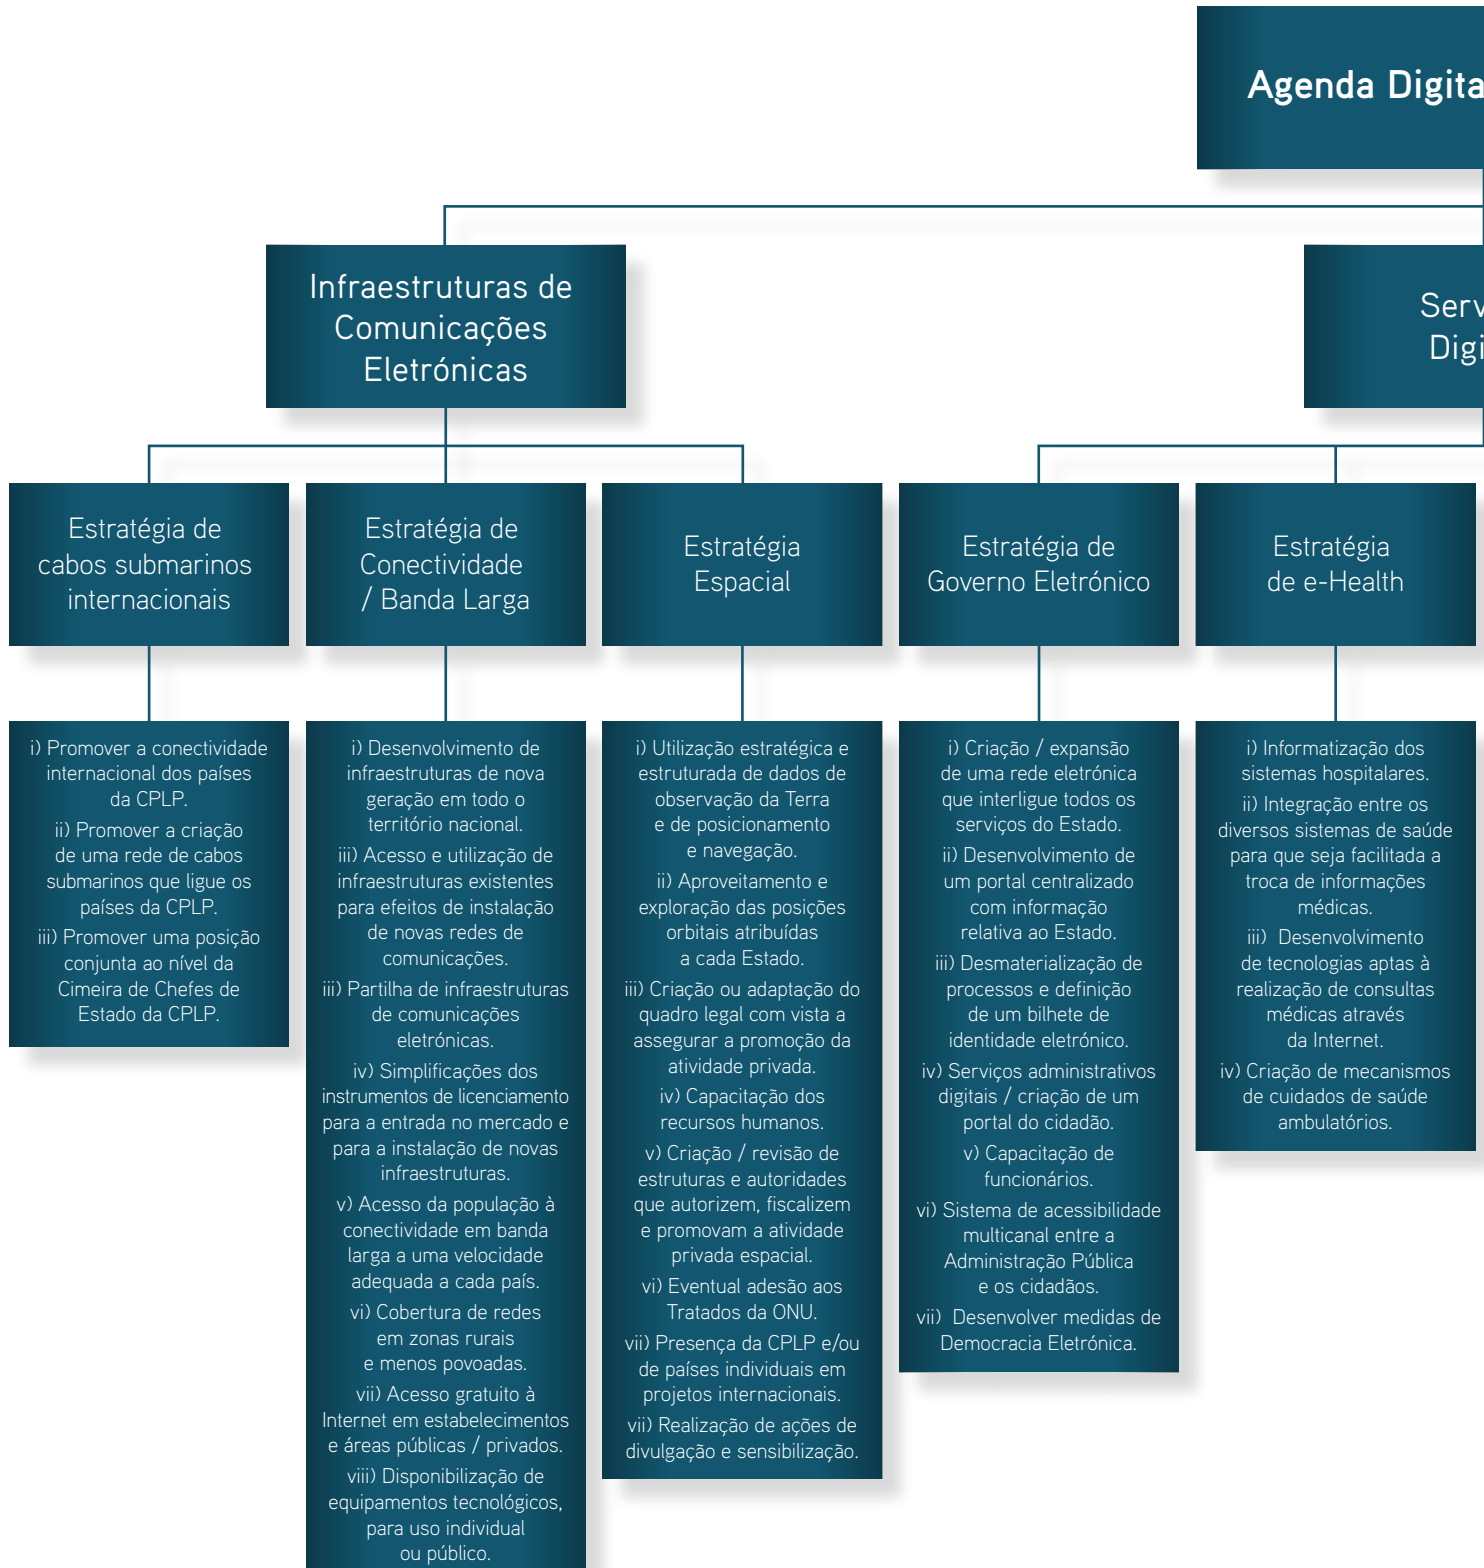 Agenda Digita
Infraestruturas de
Comunicações
Eletrónicas
Serv
Digi
Estratégia de
cabos submarinos
internacionais
Estratégia de
Conectividade
/ Banda Larga
Estratégia
Espacial
Estratégia de
Governo Eletrónico
Estratégia
de e-Health
i) Promover a conectividade
internacional dos países
da CPLP.
ii) Promover a criação
de uma rede de cabos
submarinos que ligue os
países da CPLP.
iii) Promover uma posição
conjunta ao nível da
Cimeira de Chefes de
Estado da CPLP.
i) Desenvolvimento de
infraestruturas de nova
geração em todo o
território nacional.
iii) Acesso e utilização de
infraestruturas existentes
para efeitos de instalação
de novas redes de
comunicações.
iii) Partilha de infraestruturas
de comunicações
eletrónicas.
iv) Simplificações dos
instrumentos de licenciamento
para a entrada no mercado e
para a instalação de novas
infraestruturas.
v) Acesso da população à
conectividade em banda
larga a uma velocidade
adequada a cada país.
vi) Cobertura de redes
em zonas rurais
e menos povoadas.
vii) Acesso gratuito à
Internet em estabelecimentos
e áreas públicas / privados.
viii) Disponibilização de
equipamentos tecnológicos,
para uso individual
ou público.
i) Utilização estratégica e
estruturada de dados de
observação da Terra
e de posicionamento
e navegação.
ii) Aproveitamento e
exploração das posições
orbitais atribuídas
a cada Estado.
iii) Criação ou adaptação do
quadro legal com vista a
assegurar a promoção da
atividade privada.
iv) Capacitação dos
recursos humanos.
v) Criação / revisão de
estruturas e autoridades
que autorizem, fiscalizem
e promovam a atividade
privada espacial.
vi) Eventual adesão aos
Tratados da ONU.
vii) Presença da CPLP e/ou
de países individuais em
projetos internacionais.
vii) Realização de ações de
divulgação e sensibilização.
i) Criação / expansão
de uma rede eletrónica
que interligue todos os
serviços do Estado.
ii) Desenvolvimento de
um portal centralizado
com informação
relativa ao Estado.
iii) Desmaterialização de
processos e definição
de um bilhete de
identidade eletrónico.
iv) Serviços administrativos
digitais / criação de um
portal do cidadão.
v) Capacitação de
funcionários.
vi) Sistema de acessibilidade
multicanal entre a
Administração Pública
e os cidadãos.
vii) Desenvolver medidas de
Democracia Eletrónica.
i) Informatização dos
sistemas hospitalares.
ii) Integração entre os
diversos sistemas de saúde
para que seja facilitada a
troca de informações
médicas.
iii) Desenvolvimento
de tecnologias aptas à
realização de consultas
médicas através
da Internet.
iv) Criação de mecanismos
de cuidados de saúde
ambulatórios.